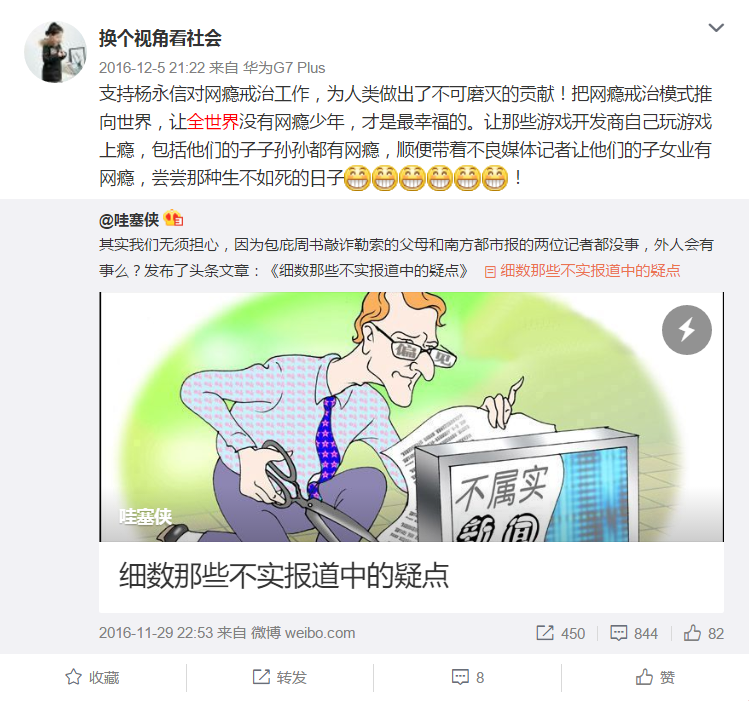 换个视角看社会
2016-12-5 21:22 来自 华为G7 Plus
支持杨永信对网瘾戒治工作，为人类做出了不可磨灭的贡献！把网瘾戒治模式推
向世界，让全世界没有网瘾少年，才是最幸福的。让那些游戏开发商自己玩游戏
上瘾，包括他们的子子孙孙都有网瘾，顺便带着不良媒体记者让他们的子女业有
网瘾，尝尝那种生不如死的日子😁😁😁😁😁😁！
@哇塞侠
其实我们无须担心，因为包庇周书敲诈勒索的父母和南方都市报的两位记者都没事，外人会有
事么？发布了头条文章：《细数那些不实报道中的疑点》 细数那些不实报道中的疑点
偏 见
不属实
新闻
哇塞侠
细数那些不实报道中的疑点
2016-11-29 22:53 来自 微博 weibo.com 450 844 82
收藏 转发 8 赞